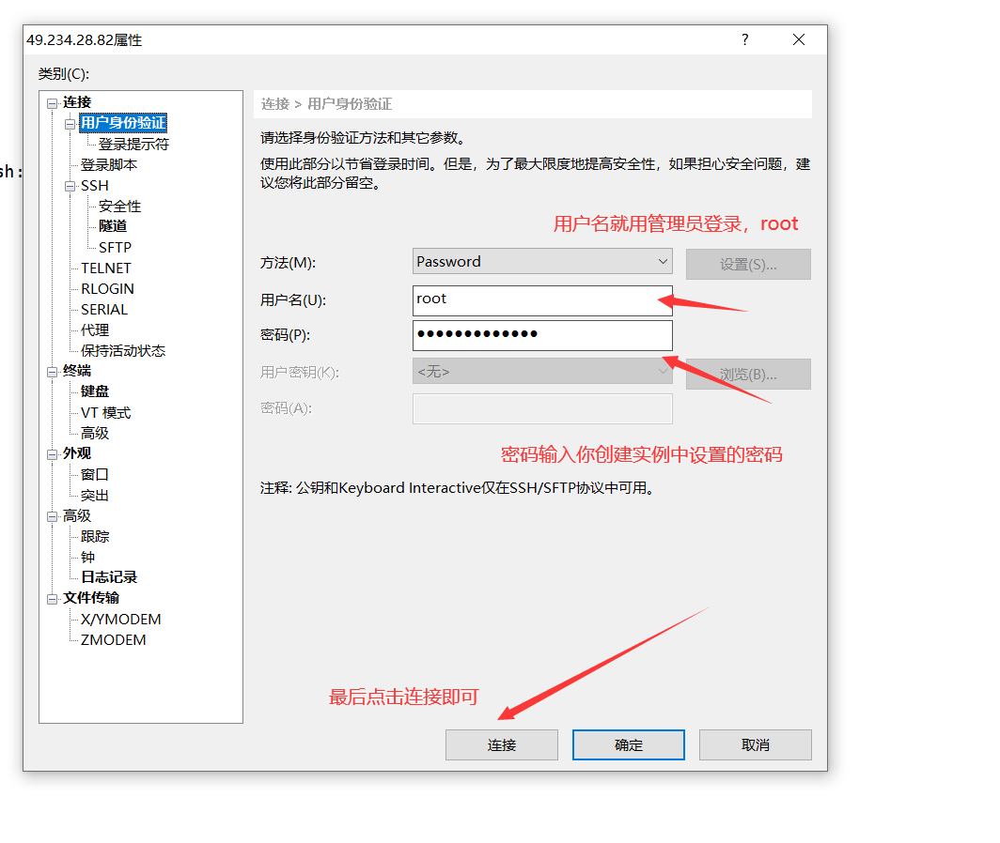 49.234.28.82属性
?
类别(C):
连接
用户身份验证
登录提示符
登录脚本
SSH
安全性
隧道
SFTP
TELNET
RLOGIN
SERIAL
代理
保持活动状态
终端
键盘
VT 模式
高级
外观
窗口
突出
高级
跟踪
钟
日志记录
文件传输
X/YMODEM
ZMODEM
sh:
连接 > 用户身份验证
请选择身份验证方法和其它参数。
使用此部分以节省登录时间。但是，为了最大限度地提高安全性，如果担心安全问题，建
议您将此部分留空。
用户名就用管理员登录，root
方法(M):
Password
设置(S)...
用户名(U):
root
密码(P):
●●●●●●●●●●●●●
用户密钥(K):
<无>
浏览(B)...
密码(A):
密码输入你创建实例中设置的密码
注释: 公钥和Keyboard Interactive仅在SSH/SFTP协议中可用。
最后点击连接即可
连接
确定
取消